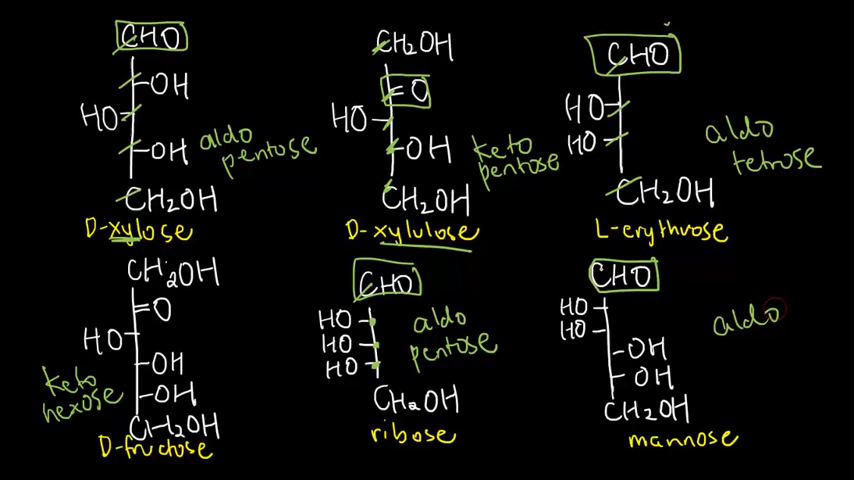 CHO
OH
HO
OH
CH2OH
aldo
pentose
D-xylose
CH2OH
=O
HO
OH
CH2OH
keto
pentose
D-xylulose
CHO
HO
HO
CH2OH
aldo
tetrose
L-erythrose
CH2OH
=O
HO
OH
OH
CH2OH
keto
hexose
D-fructose
CHO
HO
HO
HO
CH2OH
aldo
pentose
ribose
CHO
HO
HO
OH
OH
CH2OH
aldo
mannose